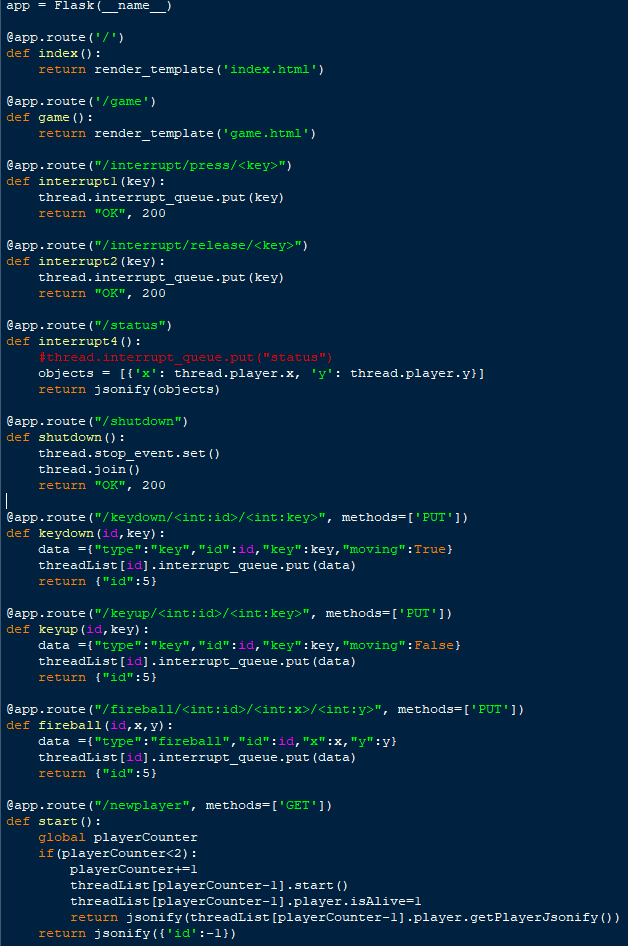 app = Flask(__name__)

@app.route('/')
def index():
    return render_template('index.html')

@app.route('/game')
def game():
    return render_template('game.html')

@app.route("/interrupt/press/<key>")
def interrupt1(key):
    thread.interrupt_queue.put(key)
    return "OK", 200

@app.route("/interrupt/release/<key>")
def interrupt2(key):
    thread.interrupt_queue.put(key)
    return "OK", 200

@app.route("/status")
def interrupt4():
    #thread.interrupt_queue.put("status")
    objects = [{'x': thread.player.x, 'y': thread.player.y}]
    return jsonify(objects)

@app.route("/shutdown")
def shutdown():
    thread.stop_event.set()
    thread.join()
    return "OK", 200

@app.route("/keydown/<int:id>/<int:key>", methods=['PUT'])
def keydown(id,key):
    data ={"type":"key","id":id,"key":key,"moving":True}
    threadList[id].interrupt_queue.put(data)
    return {"id":5}

@app.route("/keyup/<int:id>/<int:key>", methods=['PUT'])
def keyup(id,key):
    data ={"type":"key","id":id,"key":key,"moving":False}
    threadList[id].interrupt_queue.put(data)
    return {"id":5}

@app.route("/fireball/<int:id>/<int:x>/<int:y>", methods=['PUT'])
def fireball(id,x,y):
    data ={"type":"fireball","id":id,"x":x,"y":y}
    threadList[id].interrupt_queue.put(data)
    return {"id":5}

@app.route("/newplayer", methods=['GET'])
def start():
    global playerCounter
    if(playerCounter<2):
        playerCounter+=1
        threadList[playerCounter-1].start()
        threadList[playerCounter-1].player.isAlive=1
        return jsonify(threadList[playerCounter-1].player.getPlayerJsonify())
    return jsonify({'id':-1})